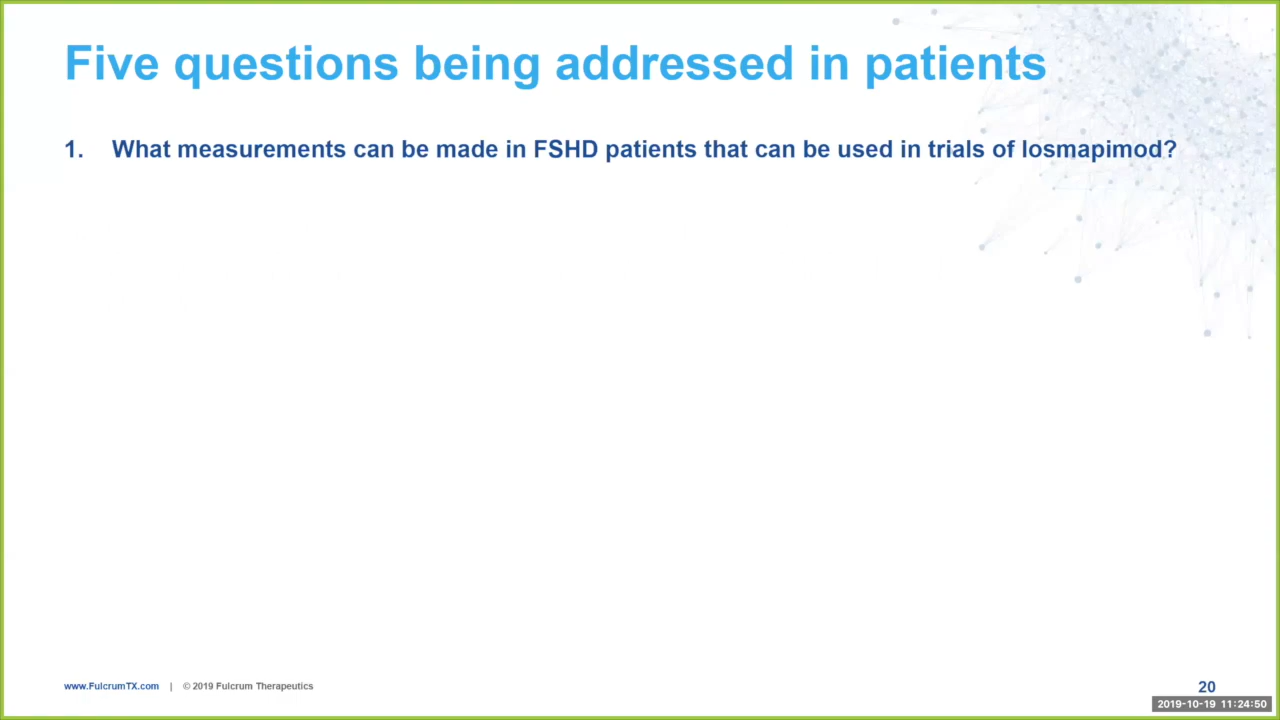 Five questions being addressed in patients
1. What measurements can be made in FSHD patients that can be used in trials of losmapimod?
www.FulcrumTX.com | © 2019 Fulcrum Therapeutics
20
2019-10-19 11:24:50